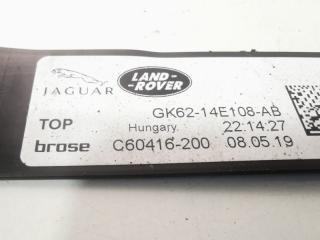 JAGUAR LAND-ROVER
GK62-14E108-AB
TOP Hungary. 22:14:27
brose C60416-200 08.05.19